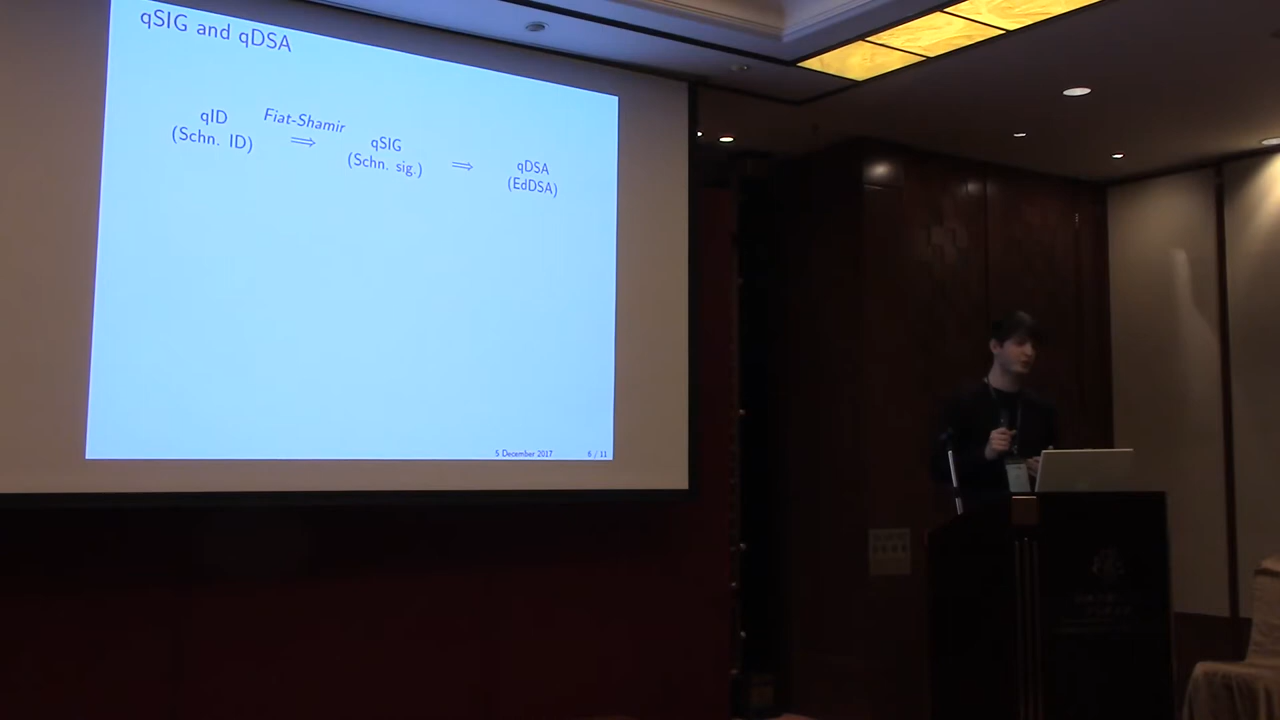 qSIG and qDSA
qID
(Schn. ID)
Fiat-Shamir
⟹
qSIG
(Schn. sig.)
⟹
qDSA
(EdDSA)
5 December 2017
6 / 11